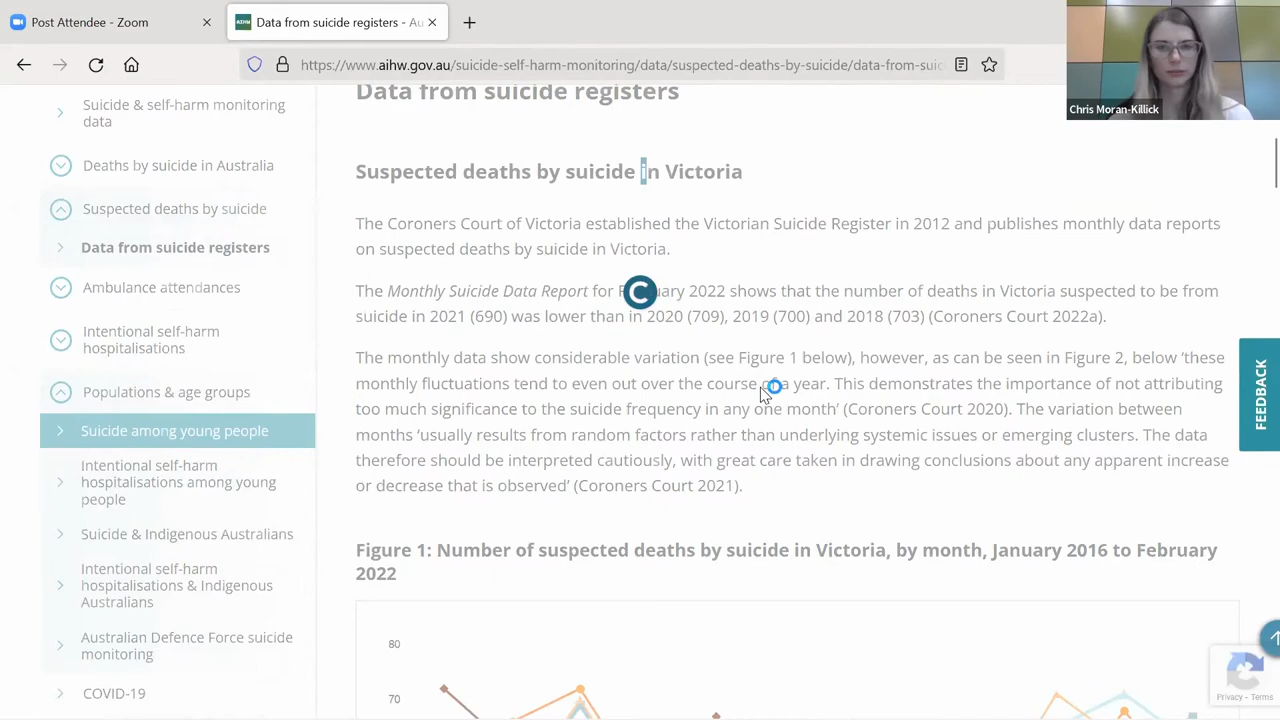 Post Attendee - Zoom
Data from suicide registers - Au
AIHW
https://www.aihw.gov.au/suicide-self-harm-monitoring/data/suspected-deaths-by-suicide/data-from-suic
Chris Moran-Killick
Suicide & self-harm monitoring
data
Deaths by suicide in Australia
Suspected deaths by suicide
Data from suicide registers
Ambulance attendances
Intentional self-harm
hospitalisations
Populations & age groups
Suicide among young people
Intentional self-harm
hospitalisations among young
people
Suicide & Indigenous Australians
Intentional self-harm
hospitalisations & Indigenous
Australians
Australian Defence Force suicide
monitoring
COVID-19
Data from suicide registers
Suspected deaths by suicide in Victoria
The Coroners Court of Victoria established the Victorian Suicide Register in 2012 and publishes monthly data reports
on suspected deaths by suicide in Victoria.
The Monthly Suicide Data Report for February 2022 shows that the number of deaths in Victoria suspected to be from
suicide in 2021 (690) was lower than in 2020 (709), 2019 (700) and 2018 (703) (Coroners Court 2022a).
The monthly data show considerable variation (see Figure 1 below), however, as can be seen in Figure 2, below ‘these
monthly fluctuations tend to even out over the course of a year. This demonstrates the importance of not attributing
too much significance to the suicide frequency in any one month’ (Coroners Court 2020). The variation between
months ‘usually results from random factors rather than underlying systemic issues or emerging clusters. The data
therefore should be interpreted cautiously, with great care taken in drawing conclusions about any apparent increase
or decrease that is observed’ (Coroners Court 2021).
Figure 1: Number of suspected deaths by suicide in Victoria, by month, January 2016 to February
2022
80
70
FEEDBACK
Privacy - Terms